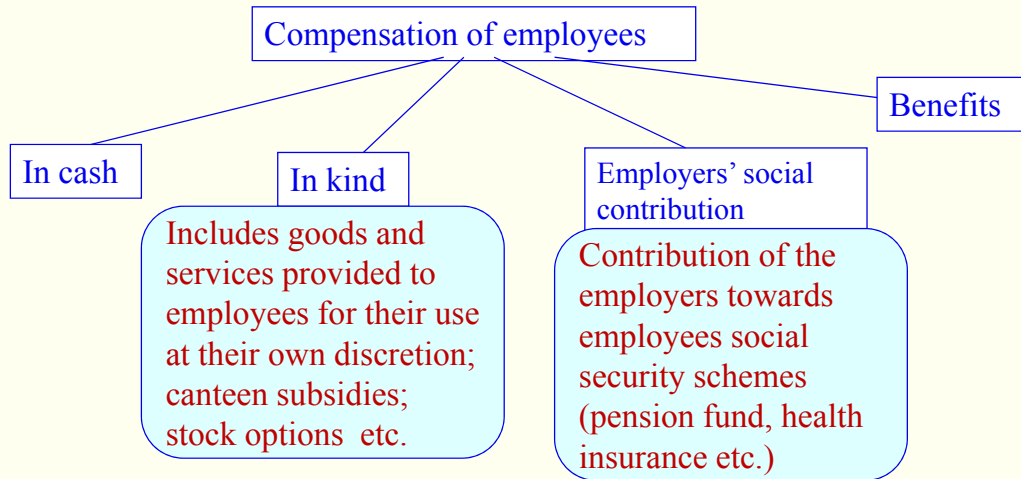 Compensation of employees
Benefits
In cash
In kind
Employers’ social
contribution
Includes goods and
services provided to
employees for their use
at their own discretion;
canteen subsidies;
stock options etc.
Contribution of the
employers towards
employees social
security schemes
(pension fund, health
insurance etc.)